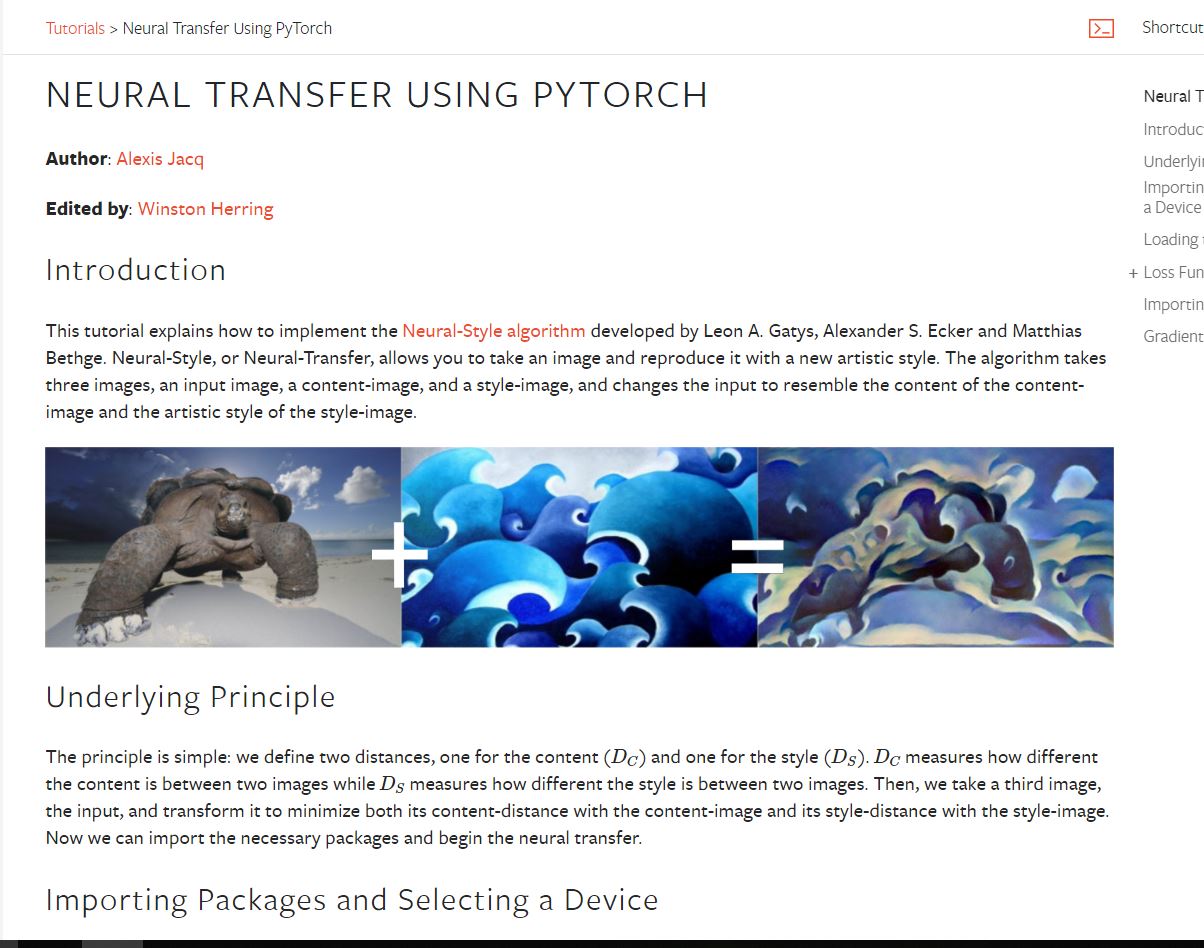 Tutorials > Neural Transfer Using PyTorch
Shortcut
NEURAL TRANSFER USING PYTORCH
Author: Alexis Jacq
Edited by: Winston Herring
Introduction
This tutorial explains how to implement the Neural-Style algorithm developed by Leon A. Gatys, Alexander S. Ecker and Matthias
Bethge. Neural-Style, or Neural-Transfer, allows you to take an image and reproduce it with a new artistic style. The algorithm takes
three images, an input image, a content-image, and a style-image, and changes the input to resemble the content of the content-
image and the artistic style of the style-image.
+
=
Underlying Principle
The principle is simple: we define two distances, one for the content (D_C) and one for the style (D_S). D_C measures how different
the content is between two images while D_S measures how different the style is between two images. Then, we take a third image,
the input, and transform it to minimize both its content-distance with the content-image and its style-distance with the style-image.
Now we can import the necessary packages and begin the neural transfer.
Importing Packages and Selecting a Device
Neural T
Introduc
Underlyi
Importin
a Device
Loading
+ Loss Fun
Importin
Gradient